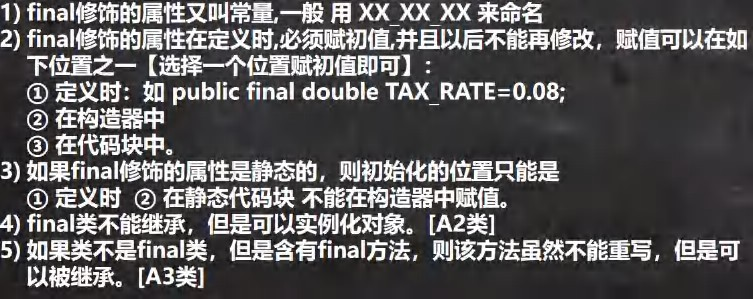 1) final修饰的属性又叫常量,一般 用 XX_XX_XX 来命名
2) final修饰的属性在定义时,必须赋初值,并且以后不能再修改，赋值可以在如
下位置之一【选择一个位置赋初值即可】:
① 定义时：如 public final double TAX_RATE=0.08;
② 在构造器中
③ 在代码块中。
3) 如果final修饰的属性是静态的，则初始化的位置只能是
① 定义时 ② 在静态代码块 不能在构造器中赋值。
4) final类不能继承，但是可以实例化对象。[A2类]
5) 如果类不是final类，但是含有final方法，则该方法虽然不能重写，但是可
以被继承。[A3类]